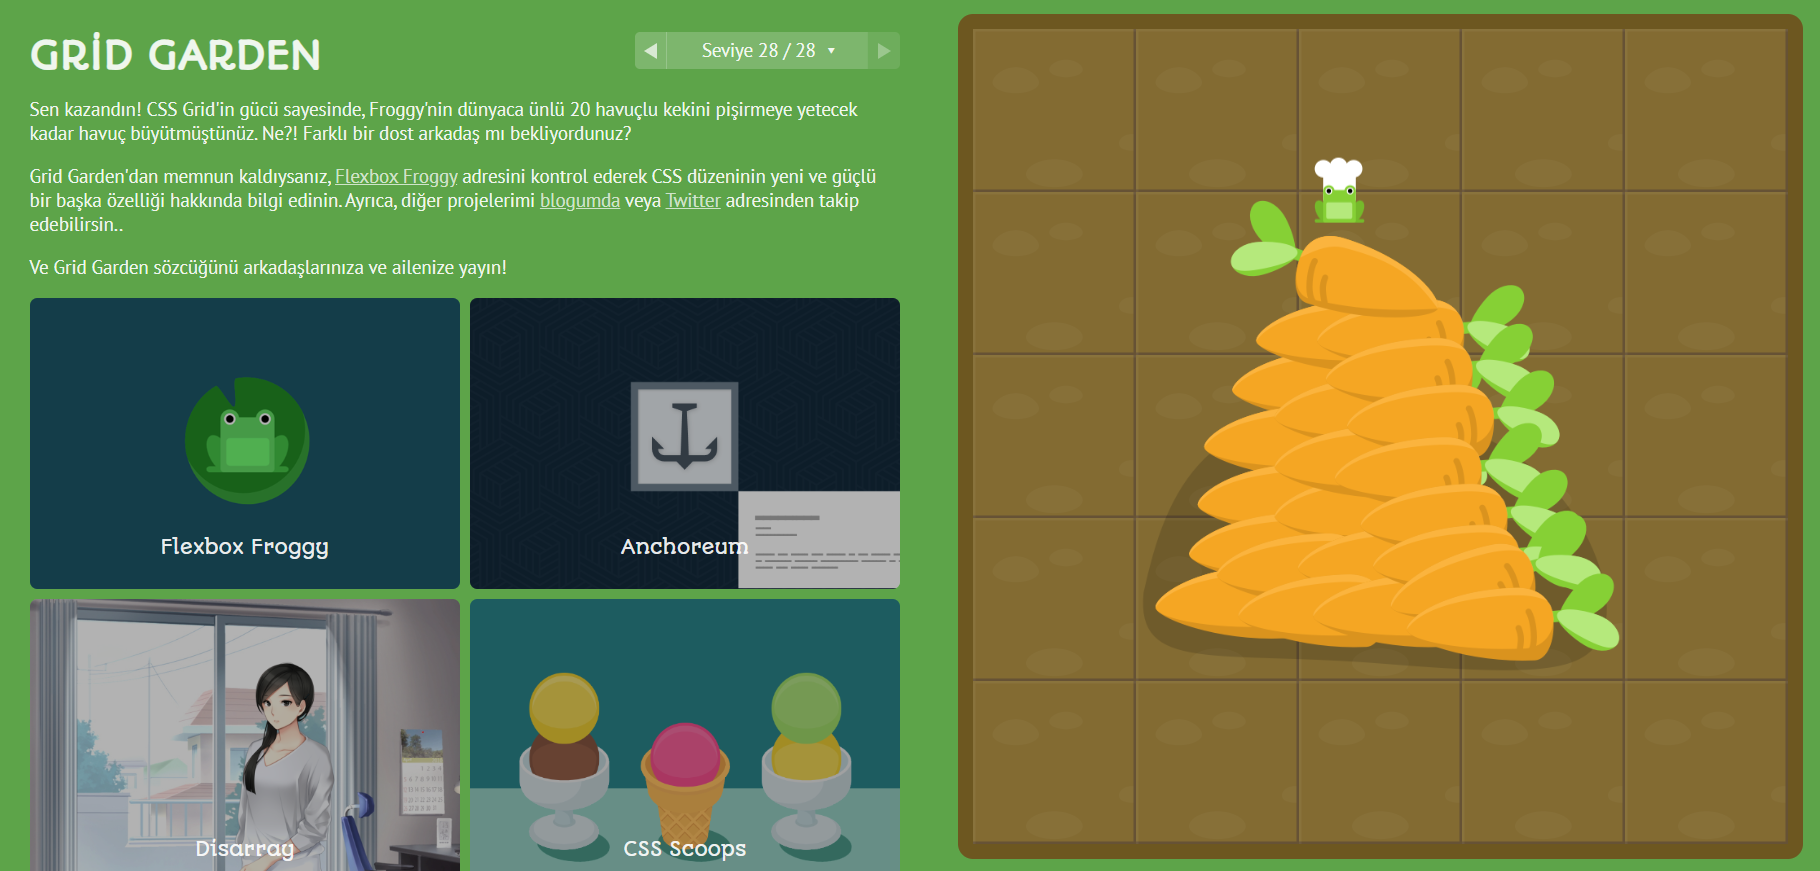 GRİD GARDEN
Seviye 28 / 28
Sen kazandın! CSS Grid'in gücü sayesinde, Froggy'nin dünyaca ünlü 20 havuçlu kekini pişirmeye yetecek
kadar havuç büyütmüştünüz. Ne?! Farklı bir dost arkadaş mı bekliyordunuz?
Grid Garden'dan memnun kaldıysanız, Flexbox Froggy adresini kontrol ederek CSS düzeninin yeni ve güçlü
bir başka özelliği hakkında bilgi edinin. Ayrıca, diğer projelerimi blogumda veya Twitter adresinden takip
edebilirsin..
Ve Grid Garden sözcüğünü arkadaşlarınıza ve ailenize yayın!
Flexbox Froggy
Anchoreum
Disarray
CSS Scoops